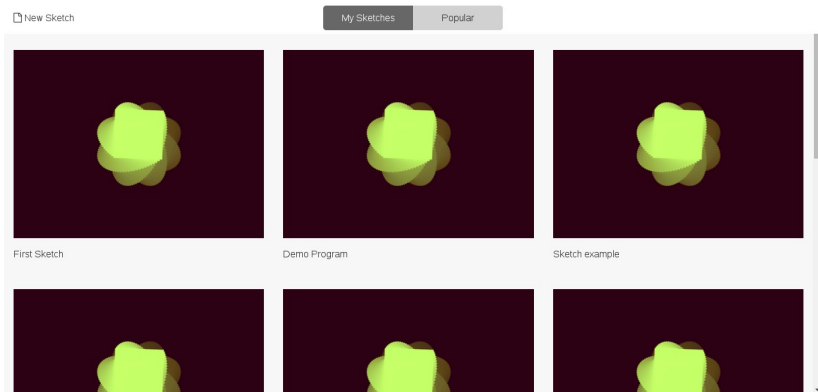 New Sketch
My Sketches
Popular
First Sketch
Demo Program
Sketch example